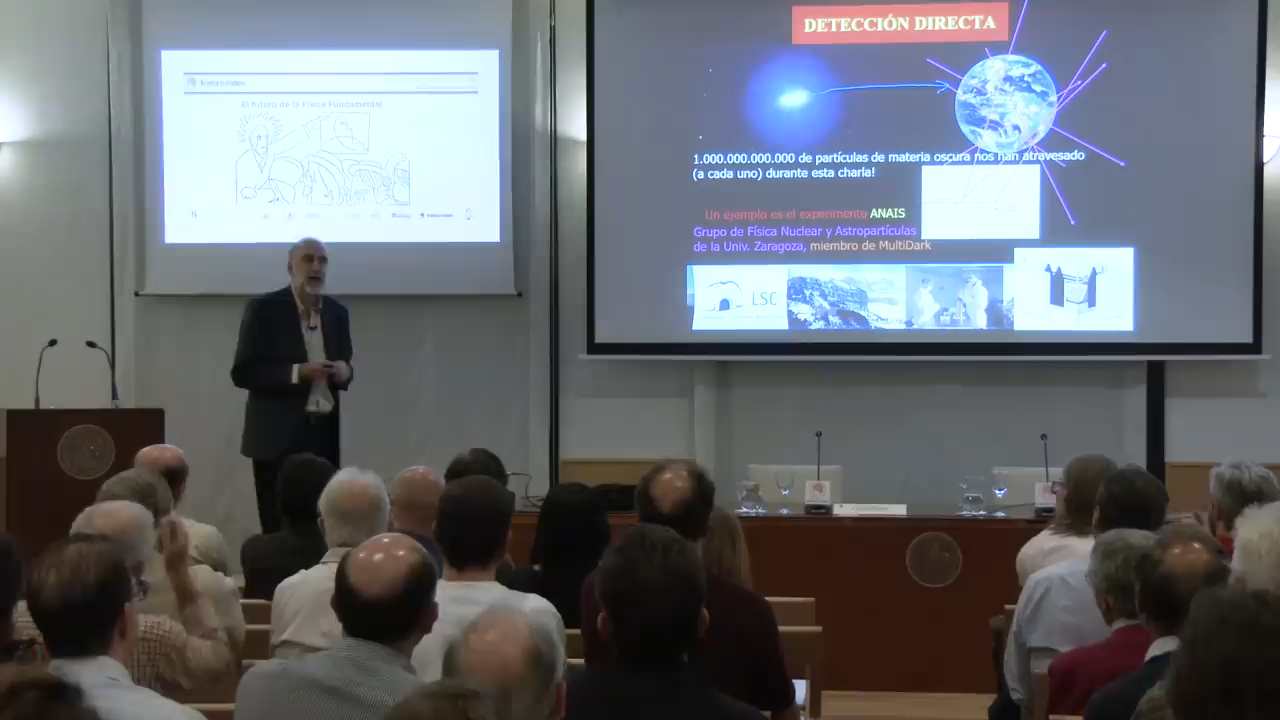 El futuro de la Física Fundamental
DETECCIÓN DIRECTA
1.000.000.000.000 de partículas de materia oscura nos han atravesado
(a cada uno) durante esta charla!
Un ejemplo es el experimento ANAIS
Grupo de Física Nuclear y Astropartículas
de la Univ. Zaragoza, miembro de MultiDark
LSC